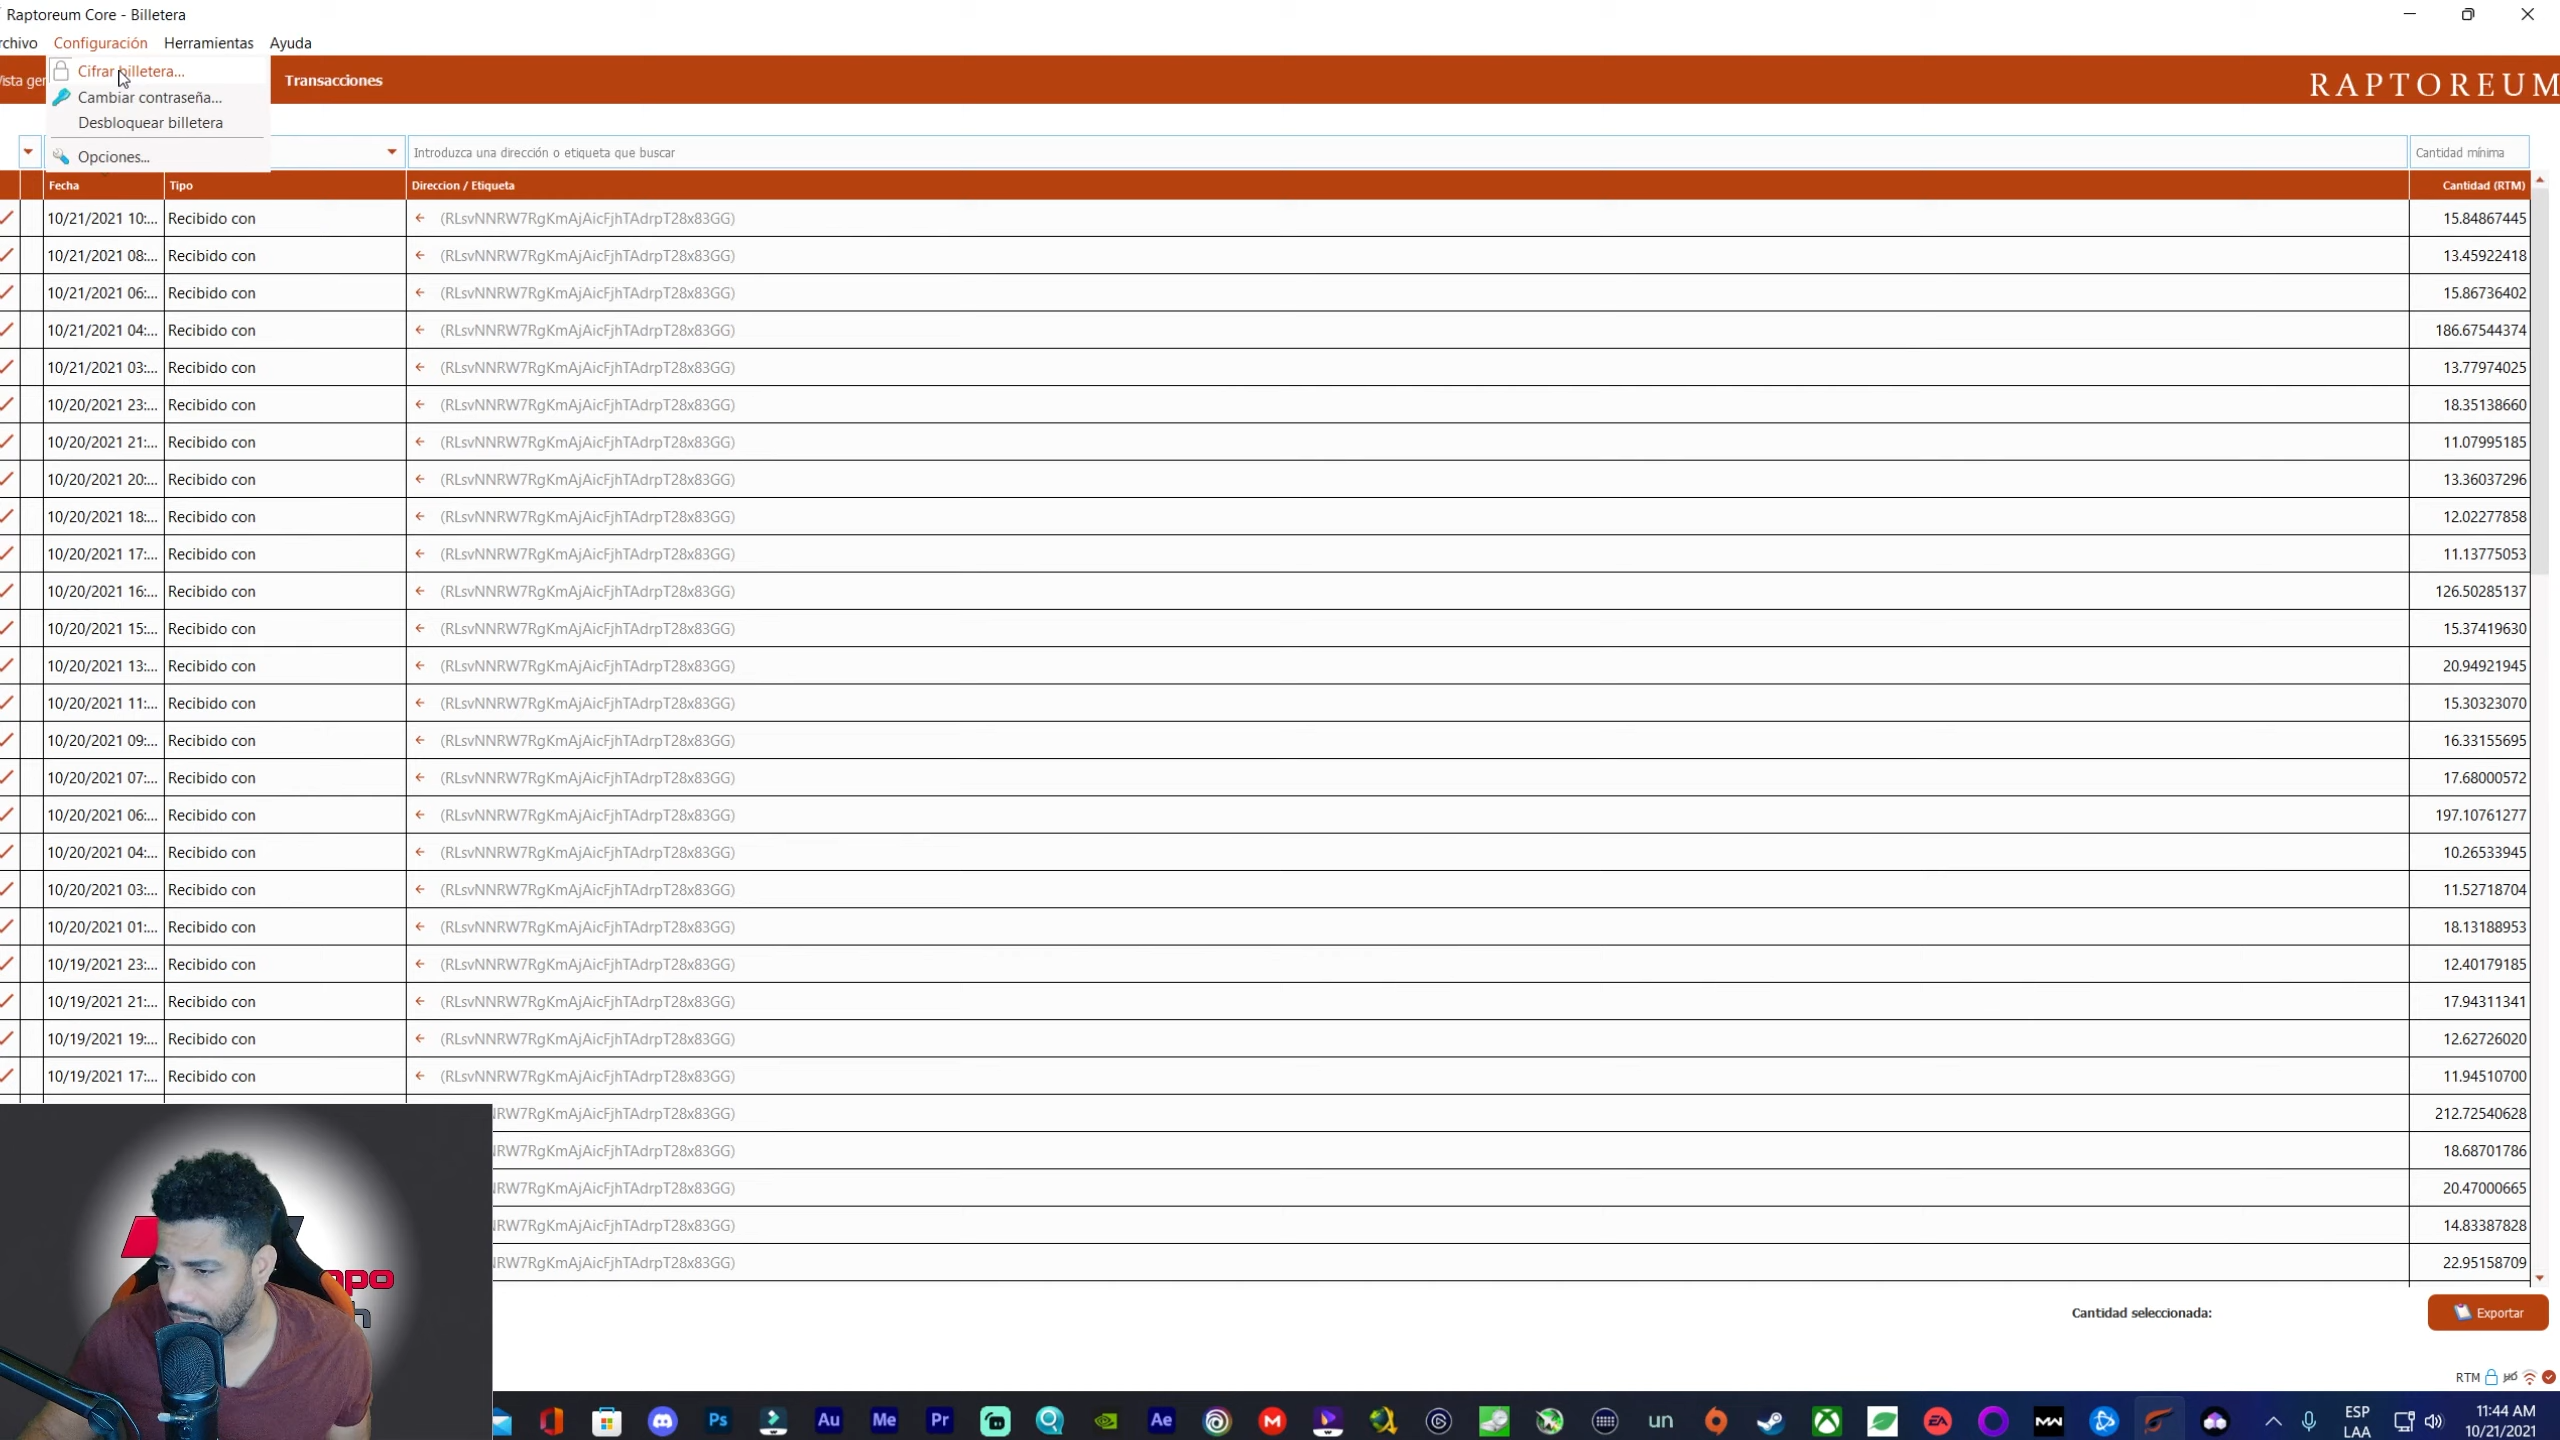 Raptoreum Core - Billetera
rchivo Configuración Herramientas Ayuda
Cifrar billetera...
Cambiar contraseña...
Desbloquear billetera
Opciones...
ista ger Transacciones RAPTOREUM
Introduzca una dirección o etiqueta que buscar Cantidad mínima
Fecha Tipo Direccion / Etiqueta Cantidad (RTM)
10/21/2021 10:... Recibido con (RLsvNNRW7RgKmAjAicFjhTAdrpT28x83GG) 15.84867445
10/21/2021 08:... Recibido con (RLsvNNRW7RgKmAjAicFjhTAdrpT28x83GG) 13.45922418
10/21/2021 06:... Recibido con (RLsvNNRW7RgKmAjAicFjhTAdrpT28x83GG) 15.86736402
10/21/2021 04:... Recibido con (RLsvNNRW7RgKmAjAicFjhTAdrpT28x83GG) 186.67544374
10/21/2021 03:... Recibido con (RLsvNNRW7RgKmAjAicFjhTAdrpT28x83GG) 13.77974025
10/20/2021 23:... Recibido con (RLsvNNRW7RgKmAjAicFjhTAdrpT28x83GG) 18.35138660
10/20/2021 21:... Recibido con (RLsvNNRW7RgKmAjAicFjhTAdrpT28x83GG) 11.07995185
10/20/2021 20:... Recibido con (RLsvNNRW7RgKmAjAicFjhTAdrpT28x83GG) 13.36037296
10/20/2021 18:... Recibido con (RLsvNNRW7RgKmAjAicFjhTAdrpT28x83GG) 12.02277858
10/20/2021 17:... Recibido con (RLsvNNRW7RgKmAjAicFjhTAdrpT28x83GG) 11.13775053
10/20/2021 16:... Recibido con (RLsvNNRW7RgKmAjAicFjhTAdrpT28x83GG) 126.50285137
10/20/2021 15:... Recibido con (RLsvNNRW7RgKmAjAicFjhTAdrpT28x83GG) 15.37419630
10/20/2021 13:... Recibido con (RLsvNNRW7RgKmAjAicFjhTAdrpT28x83GG) 20.94921945
10/20/2021 11:... Recibido con (RLsvNNRW7RgKmAjAicFjhTAdrpT28x83GG) 15.30323070
10/20/2021 09:... Recibido con (RLsvNNRW7RgKmAjAicFjhTAdrpT28x83GG) 16.33155695
10/20/2021 07:... Recibido con (RLsvNNRW7RgKmAjAicFjhTAdrpT28x83GG) 17.68000572
10/20/2021 06:... Recibido con (RLsvNNRW7RgKmAjAicFjhTAdrpT28x83GG) 197.10761277
10/20/2021 04:... Recibido con (RLsvNNRW7RgKmAjAicFjhTAdrpT28x83GG) 10.26533945
10/20/2021 03:... Recibido con (RLsvNNRW7RgKmAjAicFjhTAdrpT28x83GG) 11.52718704
10/20/2021 01:... Recibido con (RLsvNNRW7RgKmAjAicFjhTAdrpT28x83GG) 18.13188953
10/19/2021 23:... Recibido con (RLsvNNRW7RgKmAjAicFjhTAdrpT28x83GG) 12.40179185
10/19/2021 21:... Recibido con (RLsvNNRW7RgKmAjAicFjhTAdrpT28x83GG) 17.94311341
10/19/2021 19:... Recibido con (RLsvNNRW7RgKmAjAicFjhTAdrpT28x83GG) 12.62726020
10/19/2021 17:... Recibido con (RLsvNNRW7RgKmAjAicFjhTAdrpT28x83GG) 11.94510700
RW7RgKmAjAicFjhTAdrpT28x83GG) 212.72540628
RW7RgKmAjAicFjhTAdrpT28x83GG) 18.68701786
RW7RgKmAjAicFjhTAdrpT28x83GG) 20.47000665
RW7RgKmAjAicFjhTAdrpT28x83GG) 14.83387828
RW7RgKmAjAicFjhTAdrpT28x83GG) 22.95158709
Cantidad seleccionada: Exportar
RTM
Ps Au Me Pr Ae un EA ESP LAA 11:44 AM
10/21/2021